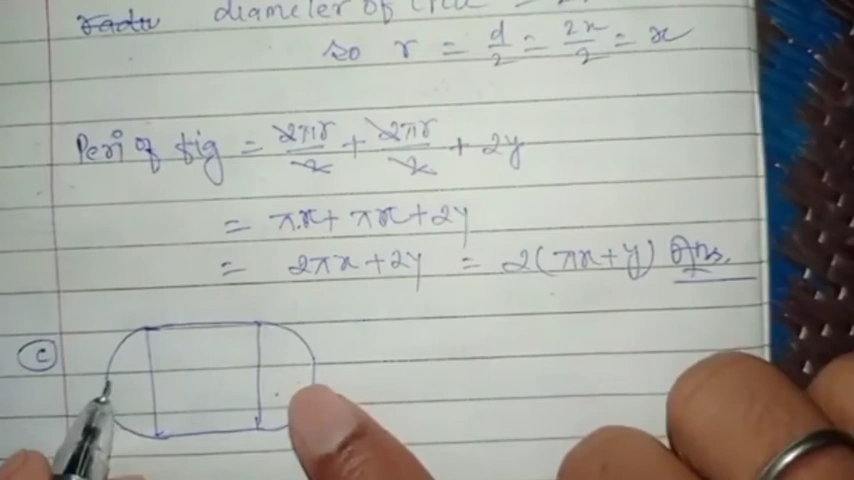 diameter of
so r = d/2 = 2x/2 = x
Peri of fig = 2πr/2 + 2πr/2 + 2y
= πx + πx + 2y
= 2πx + 2y = 2(πx + y) Ans.
c